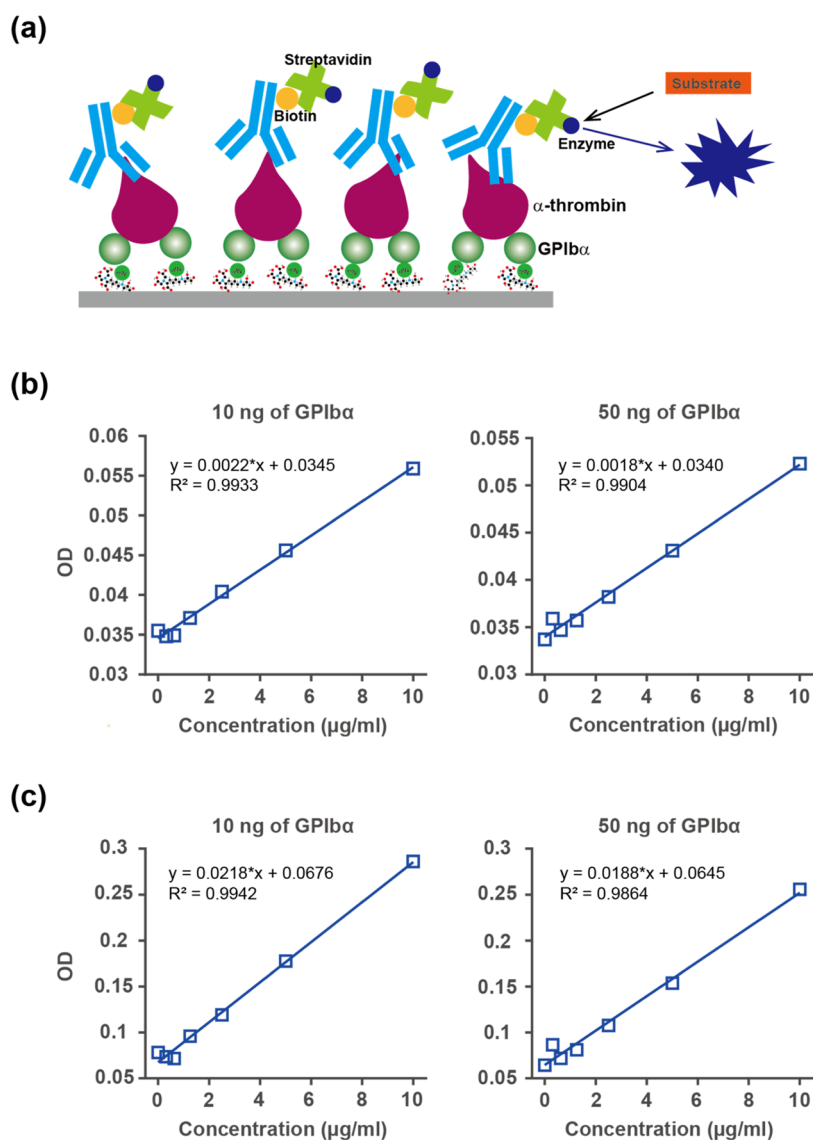 (a)
Streptavidin
Biotin
Substrate
Enzyme
α-thrombin
GPIbα
(b)
10 ng of GPIbα
50 ng of GPIbα
y = 0.0022*x + 0.0345
R² = 0.9933
y = 0.0018*x + 0.0340
R² = 0.9904
OD
0.06
0.055
0.05
0.045
0.04
0.035
0.03
0.055
0.05
0.045
0.04
0.035
0.03
0 2 4 6 8 10
0 2 4 6 8 10
Concentration (µg/ml)
Concentration (µg/ml)
(c)
10 ng of GPIbα
50 ng of GPIbα
y = 0.0218*x + 0.0676
R² = 0.9942
y = 0.0188*x + 0.0645
R² = 0.9864
OD
0.3
0.25
0.2
0.15
0.1
0.05
0.3
0.25
0.2
0.15
0.1
0.05
0 2 4 6 8 10
0 2 4 6 8 10
Concentration (µg/ml)
Concentration (µg/ml)